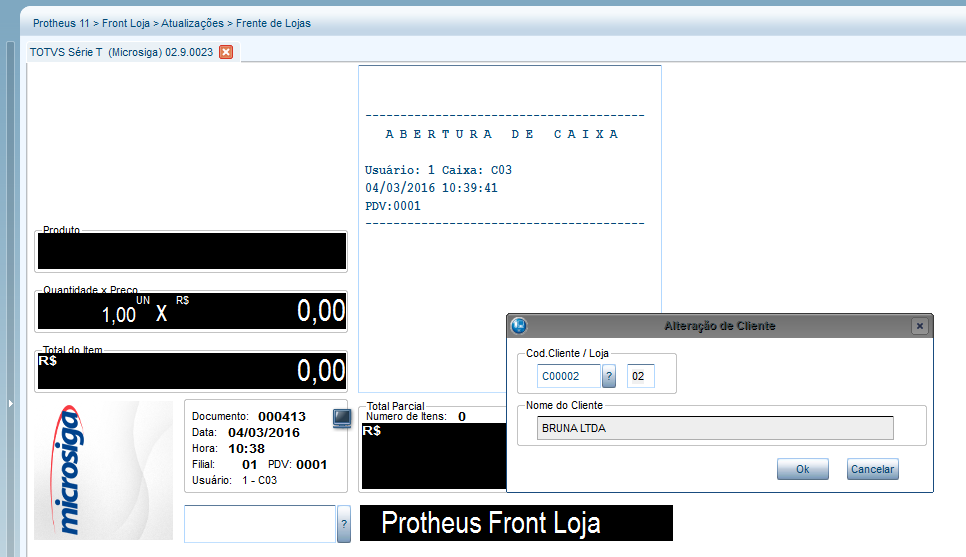 Protheus 11 > Front Loja > Atualizações > Frente de Lojas
TOTVS Série T (Microsiga) 02.9.0023
----------------------------------------
A B E R T U R A   D E   C A I X A
Usuário: 1 Caixa: C03
04/03/2016 10:39:41
PDV:0001
----------------------------------------
Produto
Quantidade x Preço
1,00 UN X R$ 0,00
Total do Item
R$ 0,00
microsiga
Documento: 000413
Data: 04/03/2016
Hora: 10:38
Filial: 01 PDV: 0001
Usuário: 1 - C03
?
Total Parcial
Numero de Itens: 0
R$
Protheus Front Loja
Alteração de Cliente
Cod.Cliente / Loja
C00002 ? 02
Nome do Cliente
BRUNA LTDA
Ok Cancelar